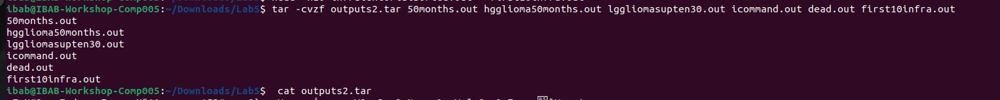 ibab@IBAB-Workshop-Comp005:~/Downloads/Lab5$ tar -cvzf outputs2.tar 50months.out hgglioma50months.out lggliomasupten30.out icommand.out dead.out first10infra.out
50months.out
hgglioma50months.out
lggliomasupten30.out
icommand.out
dead.out
first10infra.out
ibab@IBAB-Workshop-Comp005:~/Downloads/Lab5$  cat outputs2.tar